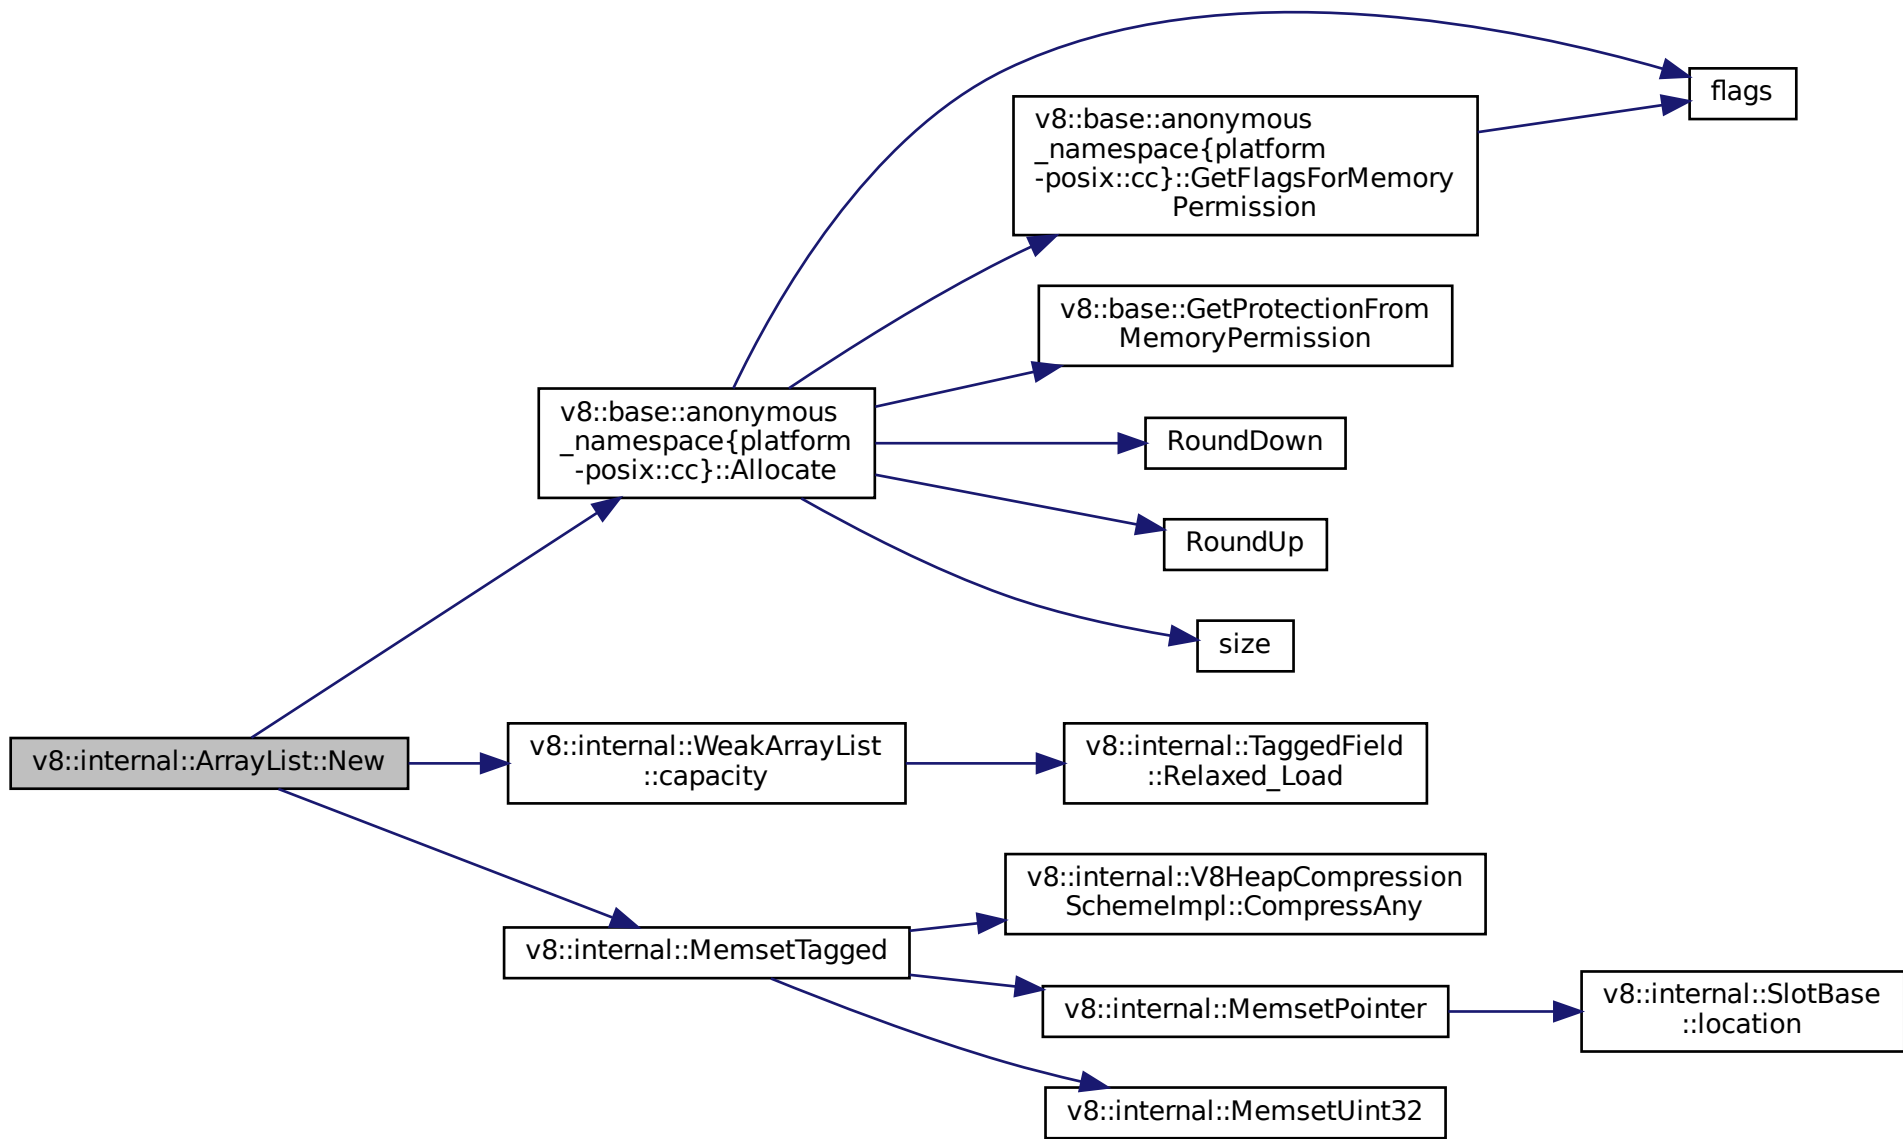 v8::internal::ArrayList::New
v8::base::anonymous
_namespace{platform
-posix::cc}::Allocate
flags
v8::base::anonymous
_namespace{platform
-posix::cc}::GetFlagsForMemory
Permission
v8::base::GetProtectionFrom
MemoryPermission
RoundDown
RoundUp
size
v8::internal::WeakArrayList
::capacity
v8::internal::TaggedField
::Relaxed_Load
v8::internal::MemsetTagged
v8::internal::V8HeapCompression
SchemeImpl::CompressAny
v8::internal::MemsetPointer
v8::internal::SlotBase
::location
v8::internal::MemsetUint32